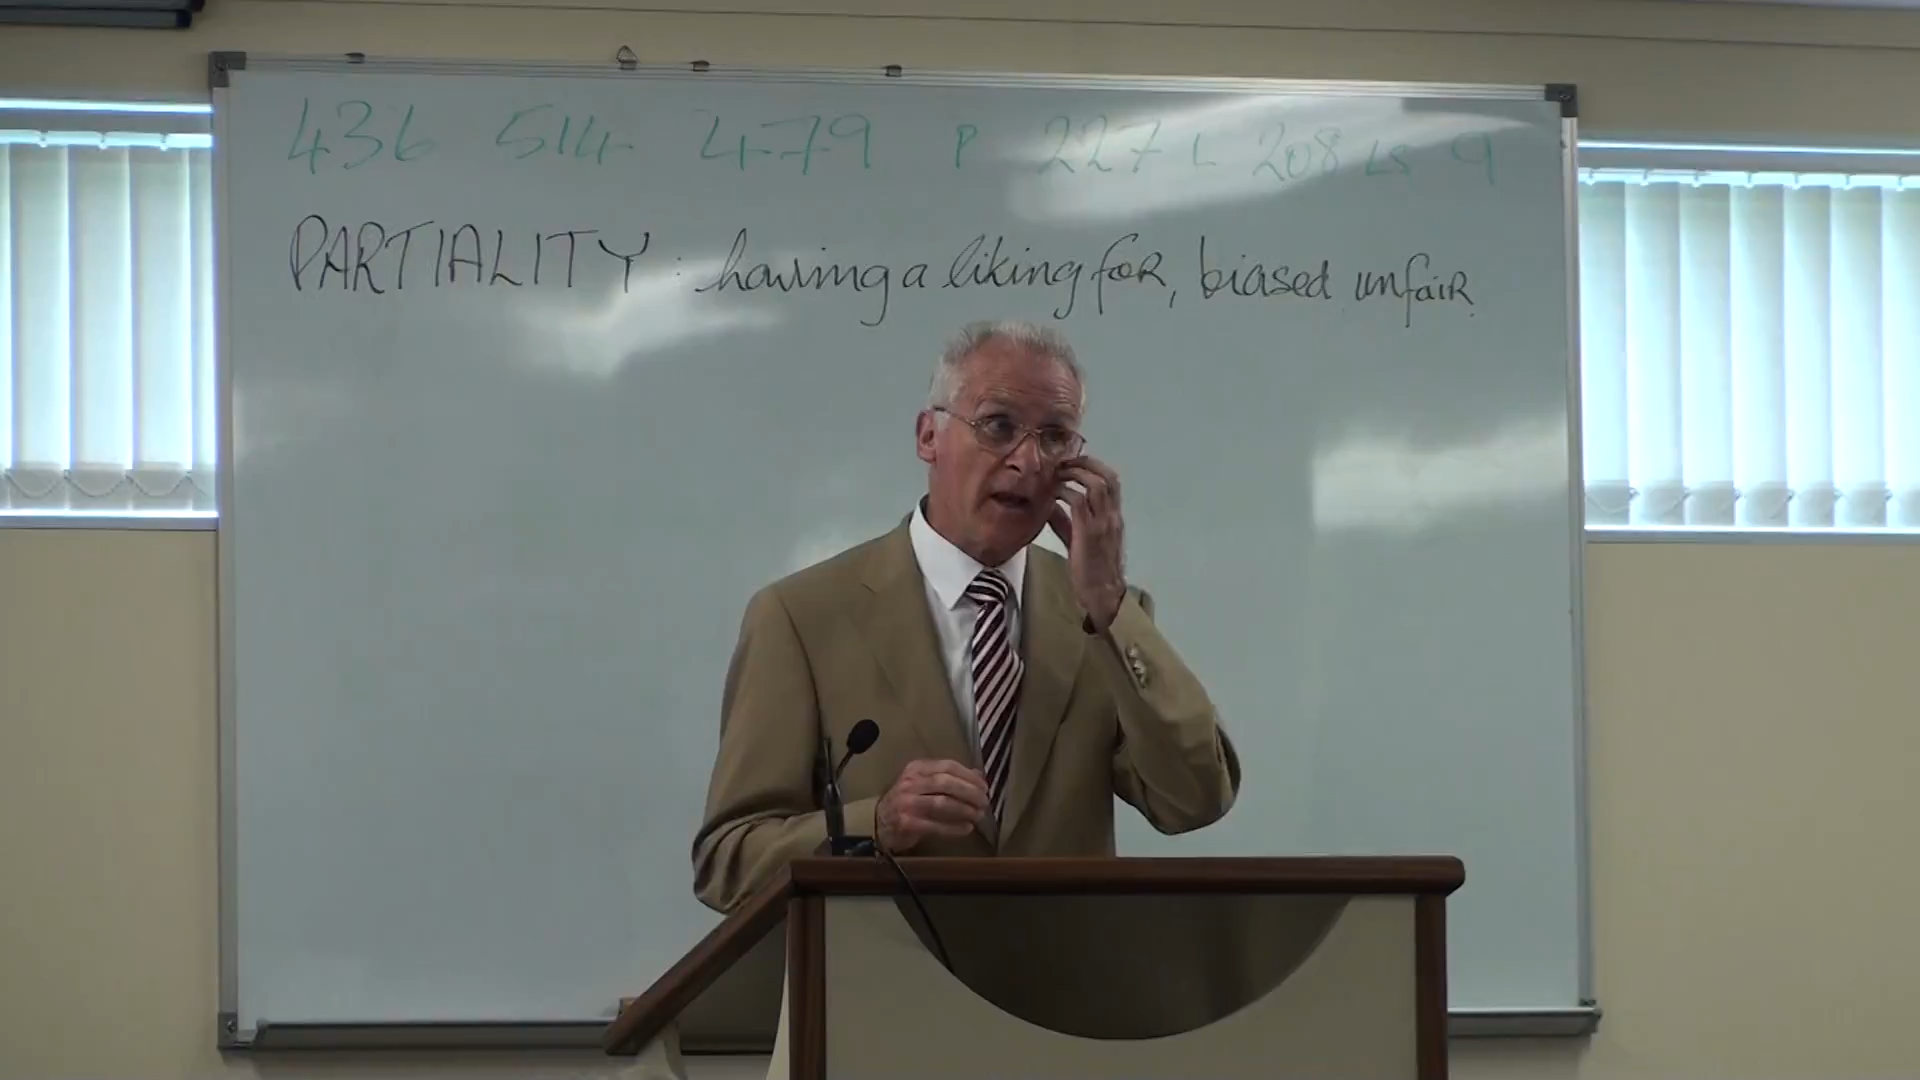 436 514 479 P 227 L 208 LS 9
PARTIALITY : having a liking for, biased unfair.